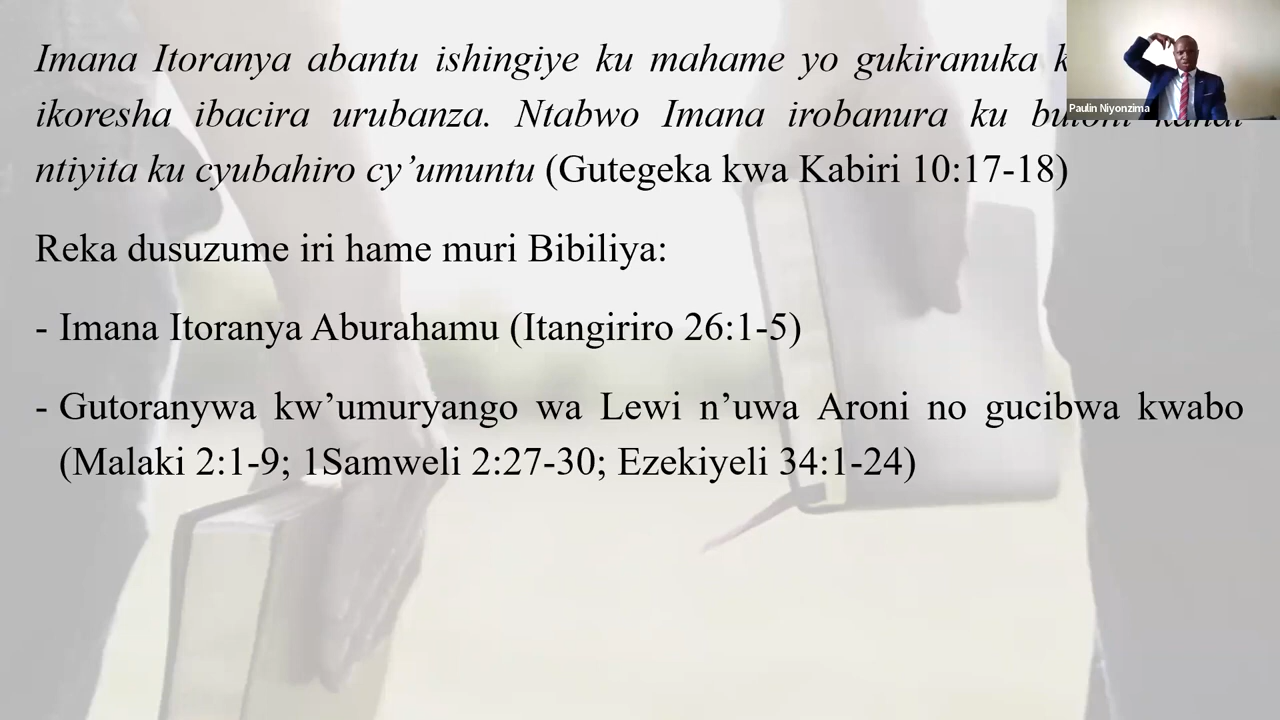 Imana Itoranya abantu ishingiye ku mahame yo gukiranuka
ikoresha ibacira urubanza. Ntabwo Imana irobanura ku
ntiyita ku cyubahiro cy’umuntu (Gutegeka kwa Kabiri 10:17-18)
Reka dusuzume iri hame muri Bibiliya:
- Imana Itoranya Aburahamu (Itangiriro 26:1-5)
- Gutoranywa kw’umuryango wa Lewi n’uwa Aroni no gucibwa kwabo
(Malaki 2:1-9; 1Samweli 2:27-30; Ezekiyeli 34:1-24)
Paulin Niyonzima